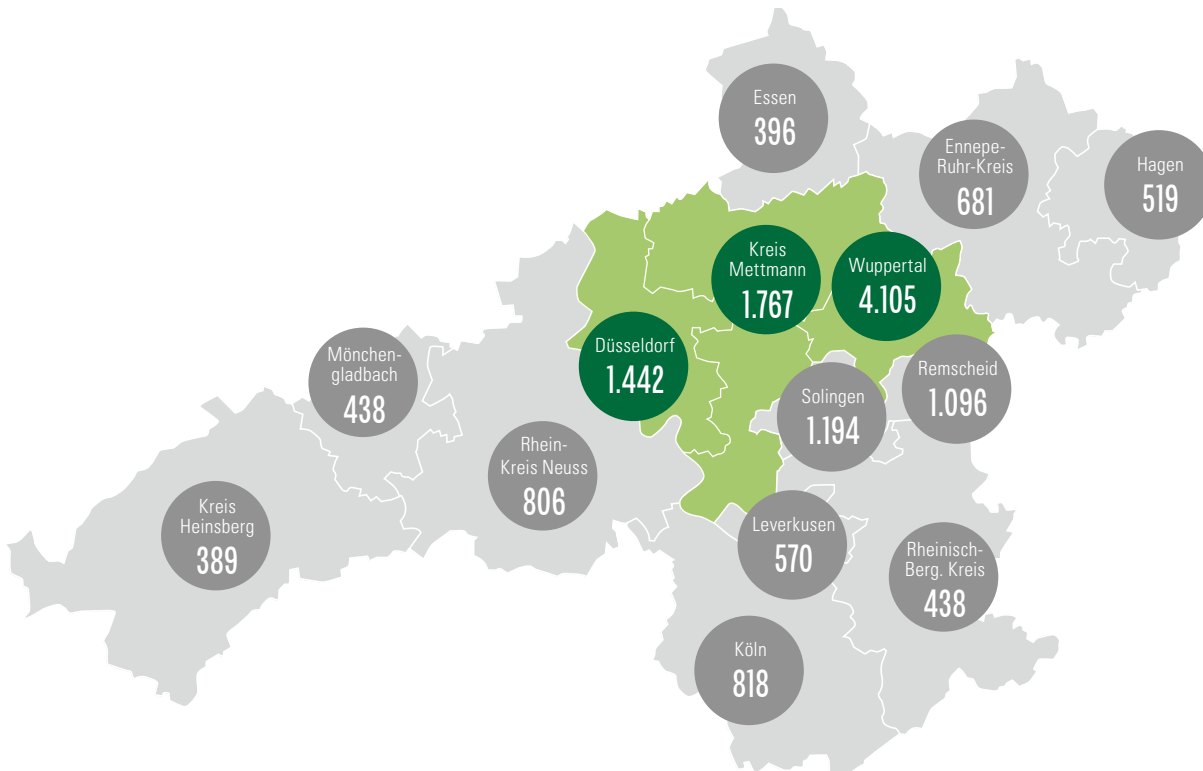 Essen
396
Ennepe-
Ruhr-Kreis
681
Hagen
519
Kreis
Mettmann
1.767
Wuppertal
4.105
Düsseldorf
1.442
Mönchen-
gladbach
438
Solingen
1.194
Remscheid
1.096
Rhein-
Kreis Neuss
806
Kreis
Heinsberg
389
Leverkusen
570
Rheinisch-
Berg. Kreis
438
Köln
818